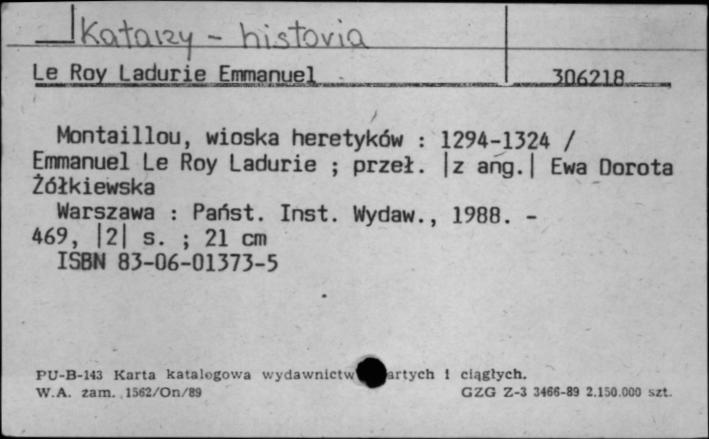 Katarzy - historia
Le Roy Ladurie Emmanuel 306218
Montaillou, wioska heretyków : 1294-1324 /
Emmanuel Le Roy Ladurie ; przeł. |z ang.| Ewa Dorota
Żółkiewska
Warszawa : Państ. Inst. Wydaw., 1988. -
469, |2| s. ; 21 cm
ISBN 83-06-01373-5
PU-B-143 Karta katalogowa wydawnictw artych i ciągłych.
W.A. zam. 1562/On/89 GZG Z-3 3466-89 2.150.000 szt.